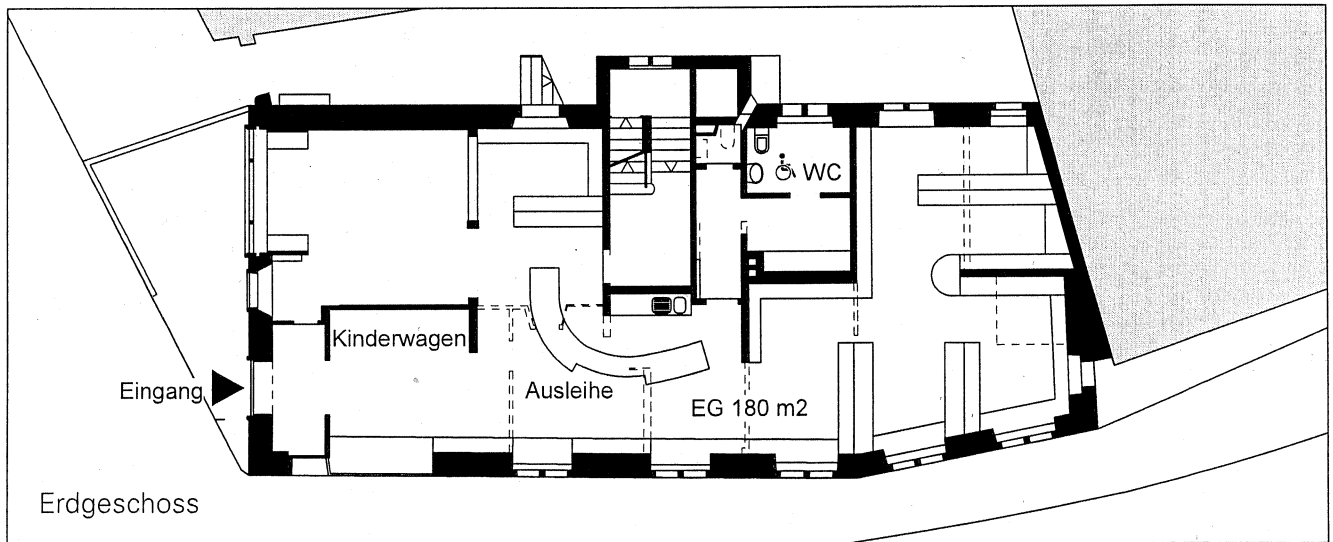 WC
Kinderwagen
Eingang
Ausleihe
EG 180 m2
Erdgeschoss